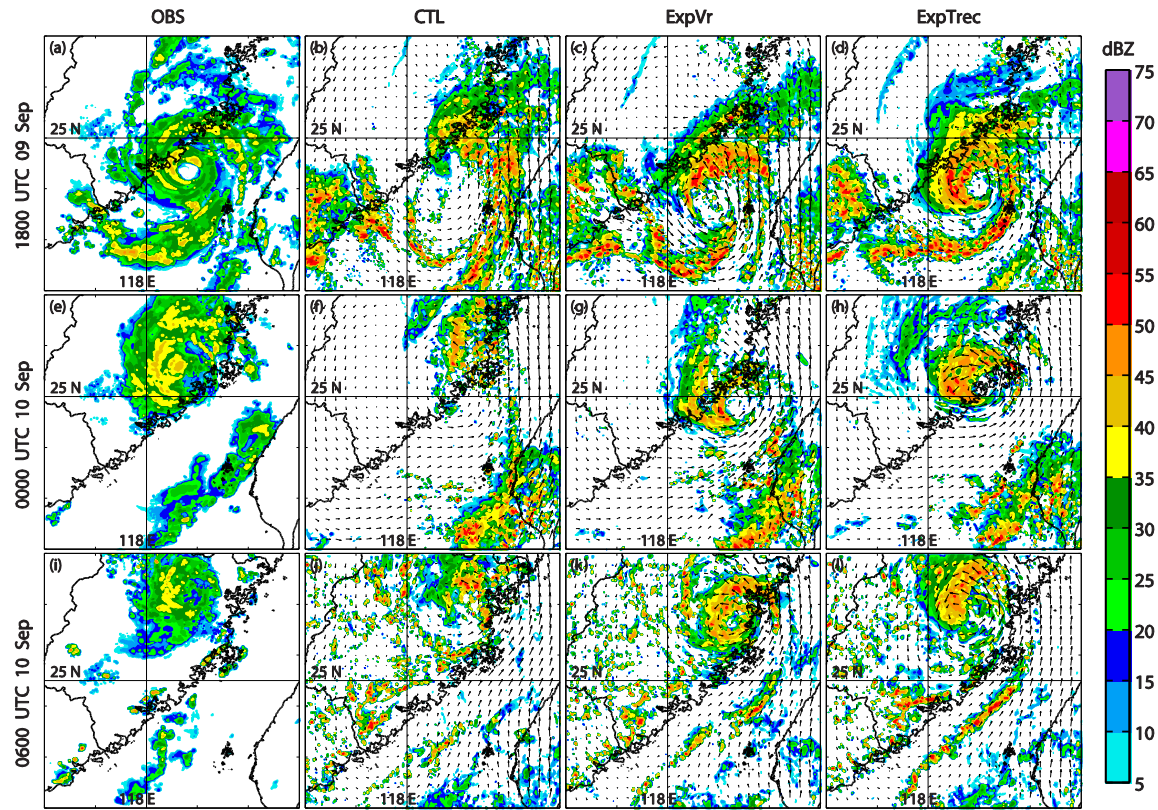 OBS CTL ExpVr ExpTrec
dBZ
1800 UTC 09 Sep
(a) (b) (c) (d)
25 N 25 N 25 N 25 N
118 E 118 E 118 E 118 E
0000 UTC 10 Sep
(e) (f) (g) (h)
25 N 25 N 25 N 25 N
118 E 118 E 118 E 118 E
0600 UTC 10 Sep
(i) (j) (k) (l)
25 N 25 N 25 N 25 N
118 E 118 E 118 E 118 E
75
70
65
60
55
50
45
40
35
30
25
20
15
10
5